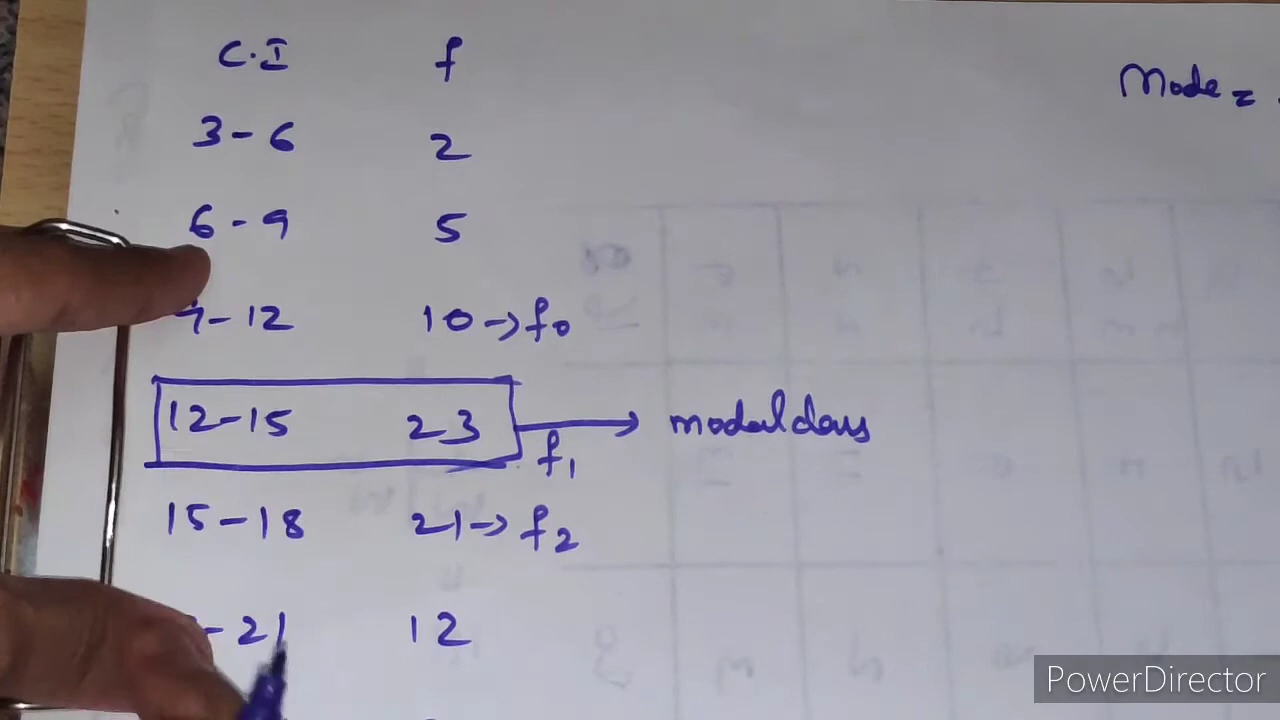 C.I f
Mode =
3-6 2
6-9 5
9-12 10→f0
12-15 23
f1
modal class
15-18 21→f2
-21 12
PowerDirector